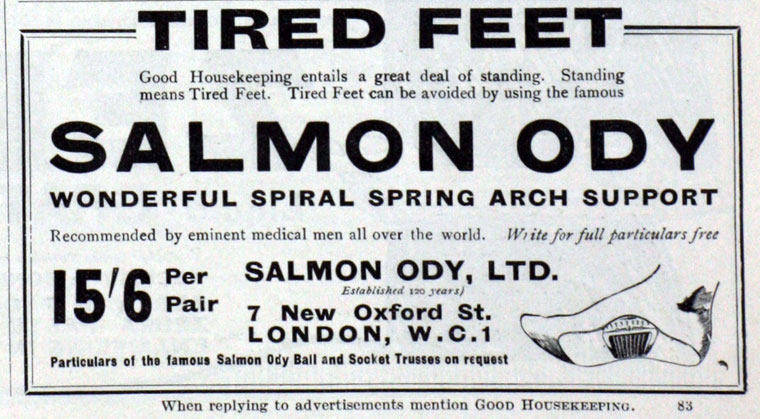 TIRED FEET
Good Housekeeping entails a great deal of standing. Standing
means Tired Feet. Tired Feet can be avoided by using the famous
SALMON ODY
WONDERFUL SPIRAL SPRING ARCH SUPPORT
Recommended by eminent medical men all over the world. Write for full particulars free
15/6 Per Pair
SALMON ODY, LTD.
Established 120 years)
7 New Oxford St.
LONDON, W.C.1
Particulars of the famous Salmon Ody Ball and Socket Trusses on request
When replying to advertisements mention GOOD HOUSEKEEPING. 83